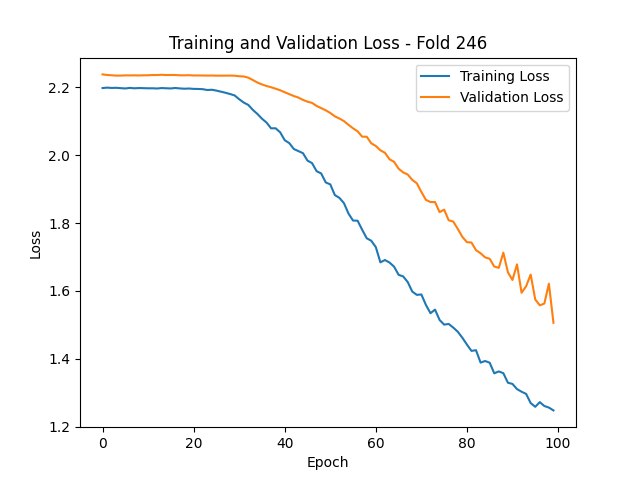 Training and Validation Loss - Fold 246
Training Loss
Validation Loss
Loss
2.2
2.0
1.8
1.6
1.4
1.2
0
20
40
60
80
100
Epoch